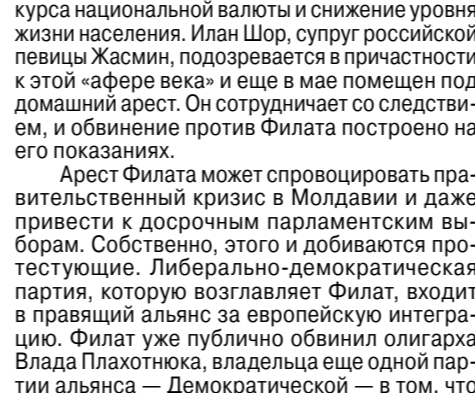 курса национальной валюты и снижение уровня
жизни населения. Илан Шор, супруг российской
певицы Жасмин, подозревается в причастности
к этой «афере века» и еще в мае помещен под
домашний арест. Он сотрудничает со следстви-
ем, и обвинение против Филата построено на
его показаниях.
Арест Филата может спровоцировать пра-
вительственный кризис в Молдавии и даже
привести к досрочным парламентским вы-
борам. Собственно, этого и добиваются про-
тестующие. Либерально-демократическая
партия, которую возглавляет Филат, входит
в правящий альянс за европейскую интегра-
цию. Филат уже публично обвинил олигарха
Влада Плахотнюка, владельца еще одной пар-
тии альянса — Демократической — в том, что